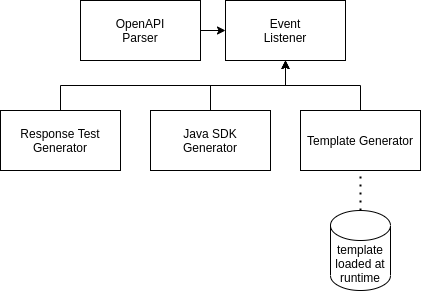 OpenAPI
Parser
Event
Listener
Response Test
Generator
Java SDK
Generator
Template Generator
template
loaded at
runtime